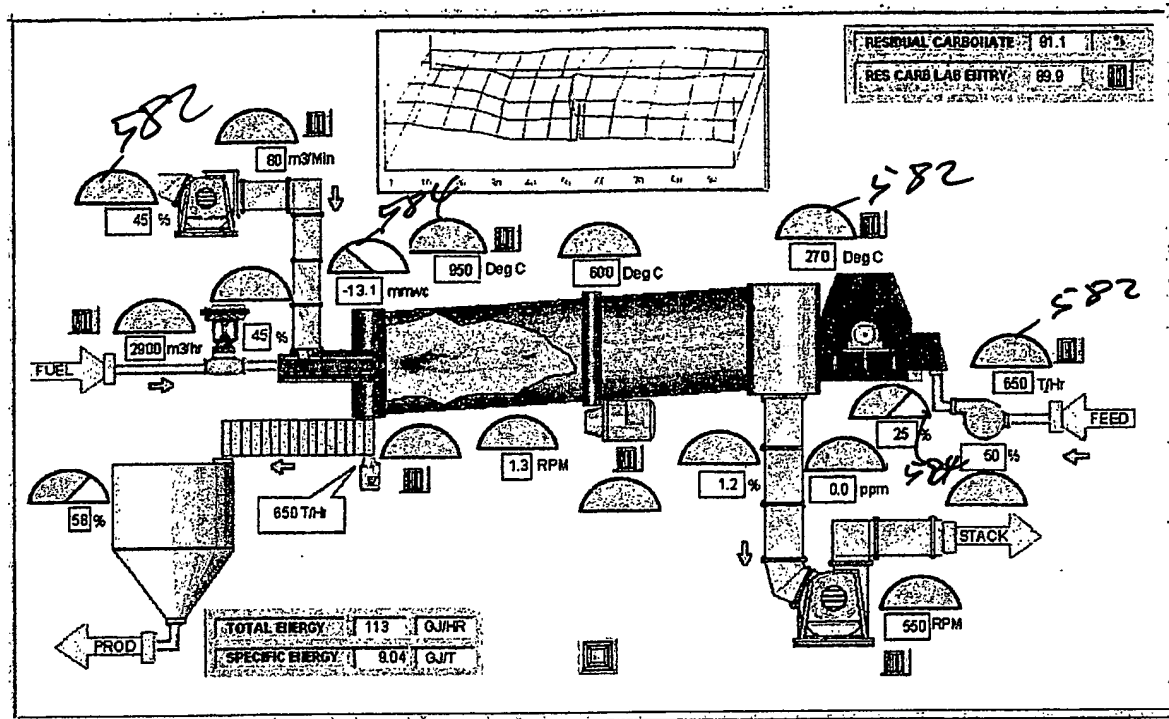 RESIDUAL CARBONATE 91.1 %
RES CARB LAB ENTRY 89.9
582
80 m3/Min
45 %
584
582
950 Deg C
600 Deg C
270 Deg C
-13.1 mmwc
582
2900 m3/hr
45 %
FUEL
650 T/Hr
25 %
FEED
584
60 %
1.3 RPM
1.2 %
0.0 ppm
58 %
650 T/Hr
STACK
550 RPM
PROD
TOTAL ENERGY 113 GJ/HR
SPECIFIC ENERGY 9.04 GJ/T